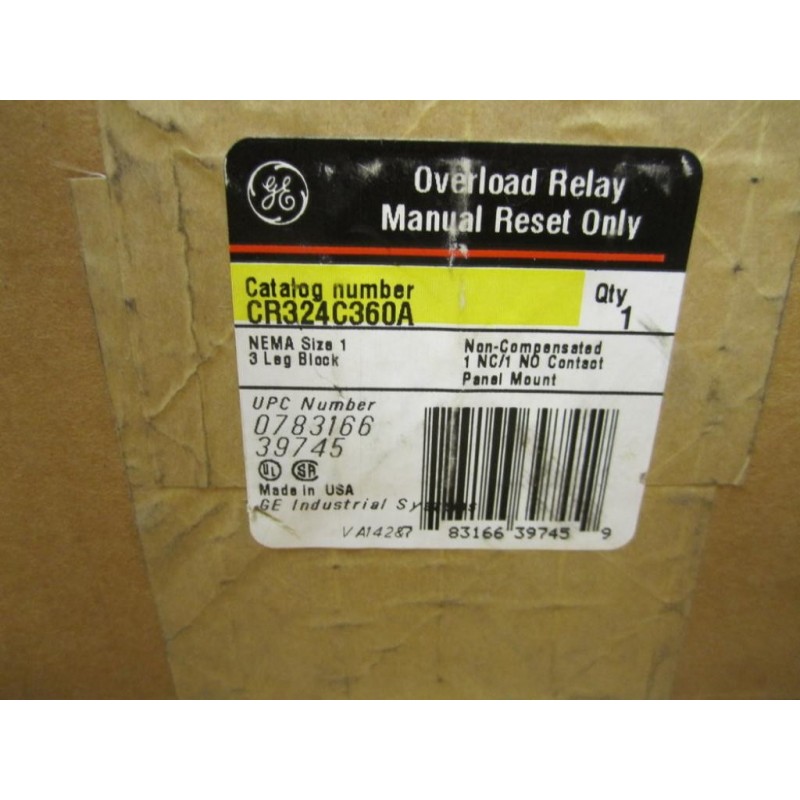 GE
Overload Relay
Manual Reset Only
Catalog number
CR324C360A
Qty
1
NEMA Size 1
3 Leg Block
Non-Compensated
1 NC/1 NO Contact
Panel Mount
UPC Number
0783166
39745
UL SA
Made in USA
GE Industrial Systems
83166 39745 9